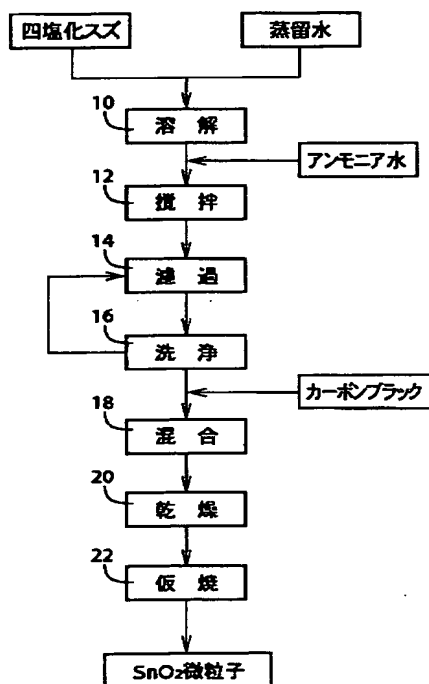 四塩化スズ
蒸留水
10
溶解
アンモニア水
12
攪拌
14
濾過
16
洗浄
カーボンブラック
18
混合
20
乾燥
22
仮焼
SnO₂微粒子